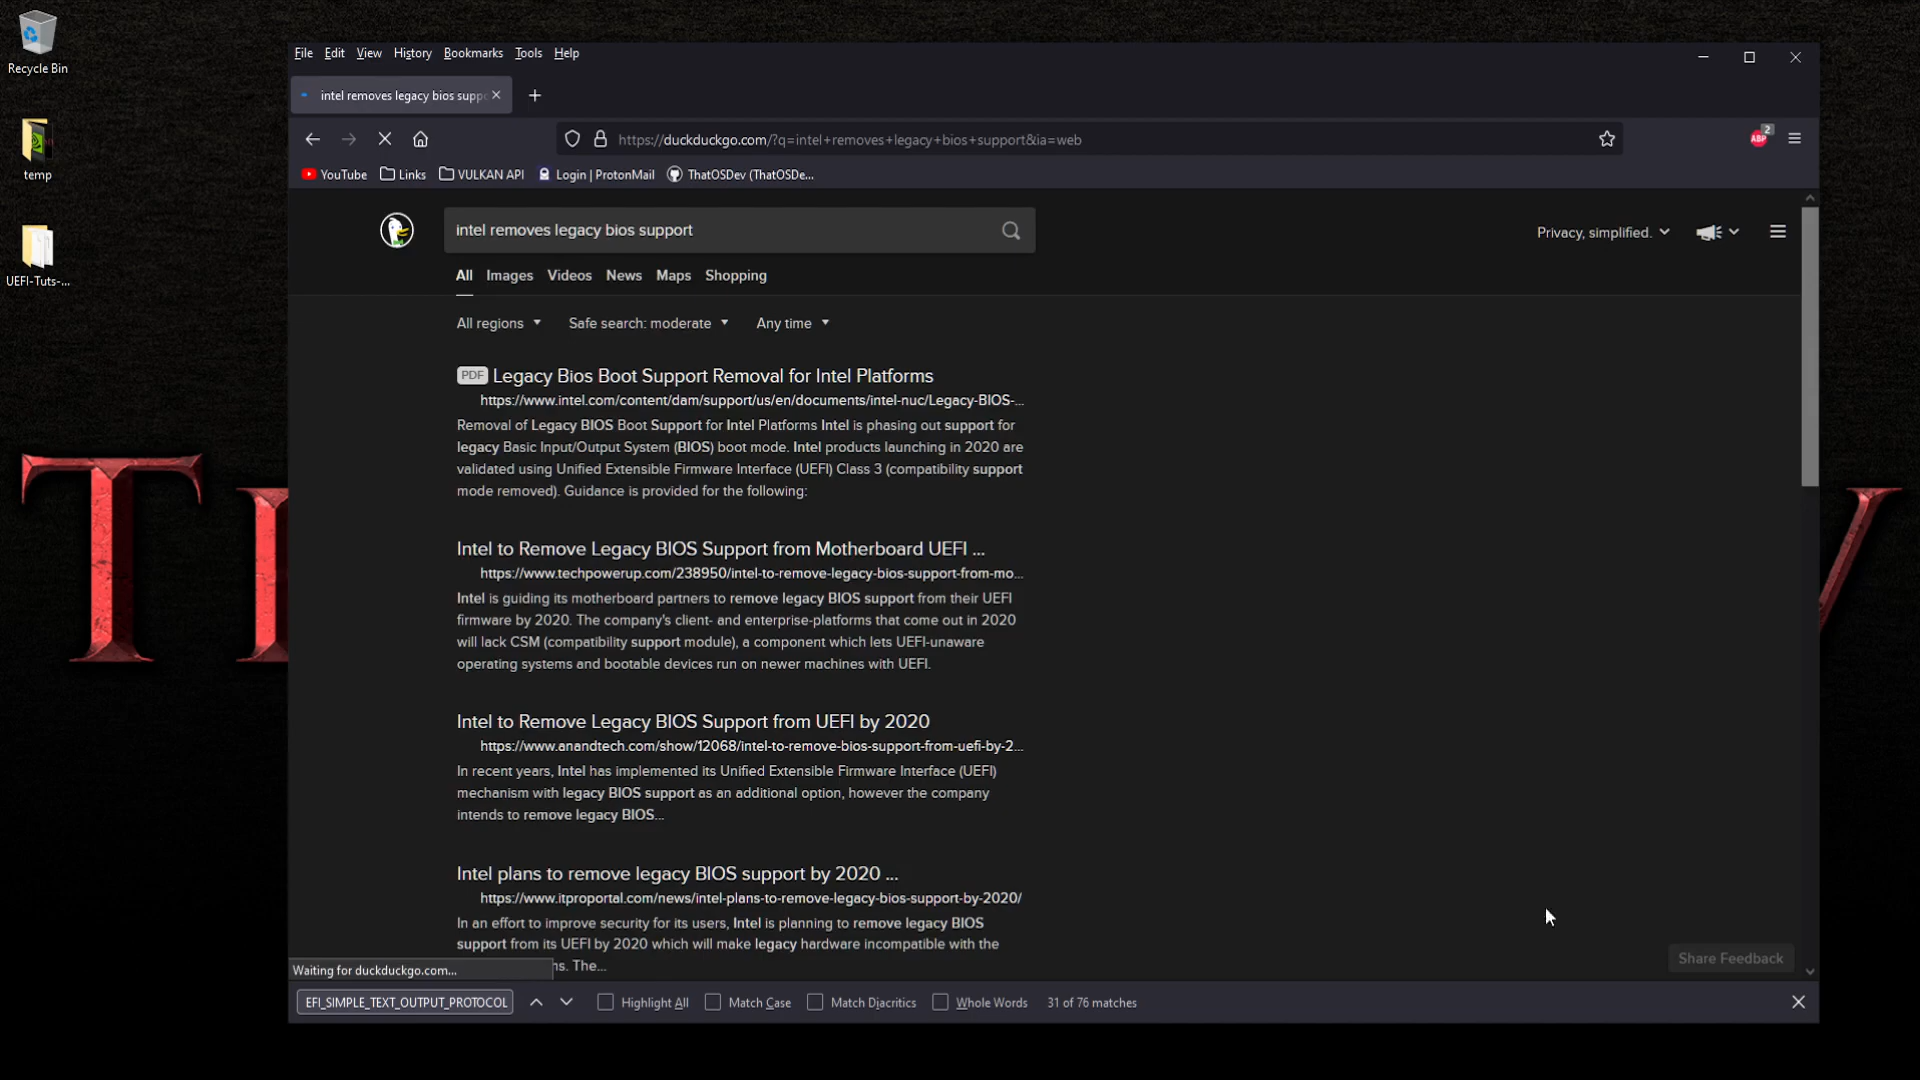 Recycle Bin
temp
UEFI-Tuts-...
File Edit View History Bookmarks Tools Help
intel removes legacy bios supp
https://duckduckgo.com/?q=intel+removes+legacy+bios+support&ia=web
ABP 2
YouTube Links VULKAN API Login | ProtonMail ThatOSDev (ThatOSDe...
intel removes legacy bios support
Privacy, simplified.
All Images Videos News Maps Shopping
All regions Safe search: moderate Any time
PDF Legacy Bios Boot Support Removal for Intel Platforms
https://www.intel.com/content/dam/support/us/en/documents/intel-nuc/Legacy-BIOS-...
Removal of Legacy BIOS Boot Support for Intel Platforms Intel is phasing out support for
legacy Basic Input/Output System (BIOS) boot mode. Intel products launching in 2020 are
validated using Unified Extensible Firmware Interface (UEFI) Class 3 (compatibility support
mode removed). Guidance is provided for the following:
Intel to Remove Legacy BIOS Support from Motherboard UEFI ...
https://www.techpowerup.com/238950/intel-to-remove-legacy-bios-support-from-mo...
Intel is guiding its motherboard partners to remove legacy BIOS support from their UEFI
firmware by 2020. The company's client- and enterprise-platforms that come out in 2020
will lack CSM (compatibility support module), a component which lets UEFI-unaware
operating systems and bootable devices run on newer machines with UEFI.
Intel to Remove Legacy BIOS Support from UEFI by 2020
https://www.anandtech.com/show/12068/intel-to-remove-bios-support-from-uefi-by-2...
In recent years, Intel has implemented its Unified Extensible Firmware Interface (UEFI)
mechanism with legacy BIOS support as an additional option, however the company
intends to remove legacy BIOS...
Intel plans to remove legacy BIOS support by 2020 ...
https://www.itproportal.com/news/intel-plans-to-remove-legacy-bios-support-by-2020/
In an effort to improve security for its users, Intel is planning to remove legacy BIOS
support from its UEFI by 2020 which will make legacy hardware incompatible with the
ns. The...
Share Feedback
Waiting for duckduckgo.com...
EFI_SIMPLE_TEXT_OUTPUT_PROTOCOL Highlight All Match Case Match Diacritics Whole Words 31 of 76 matches